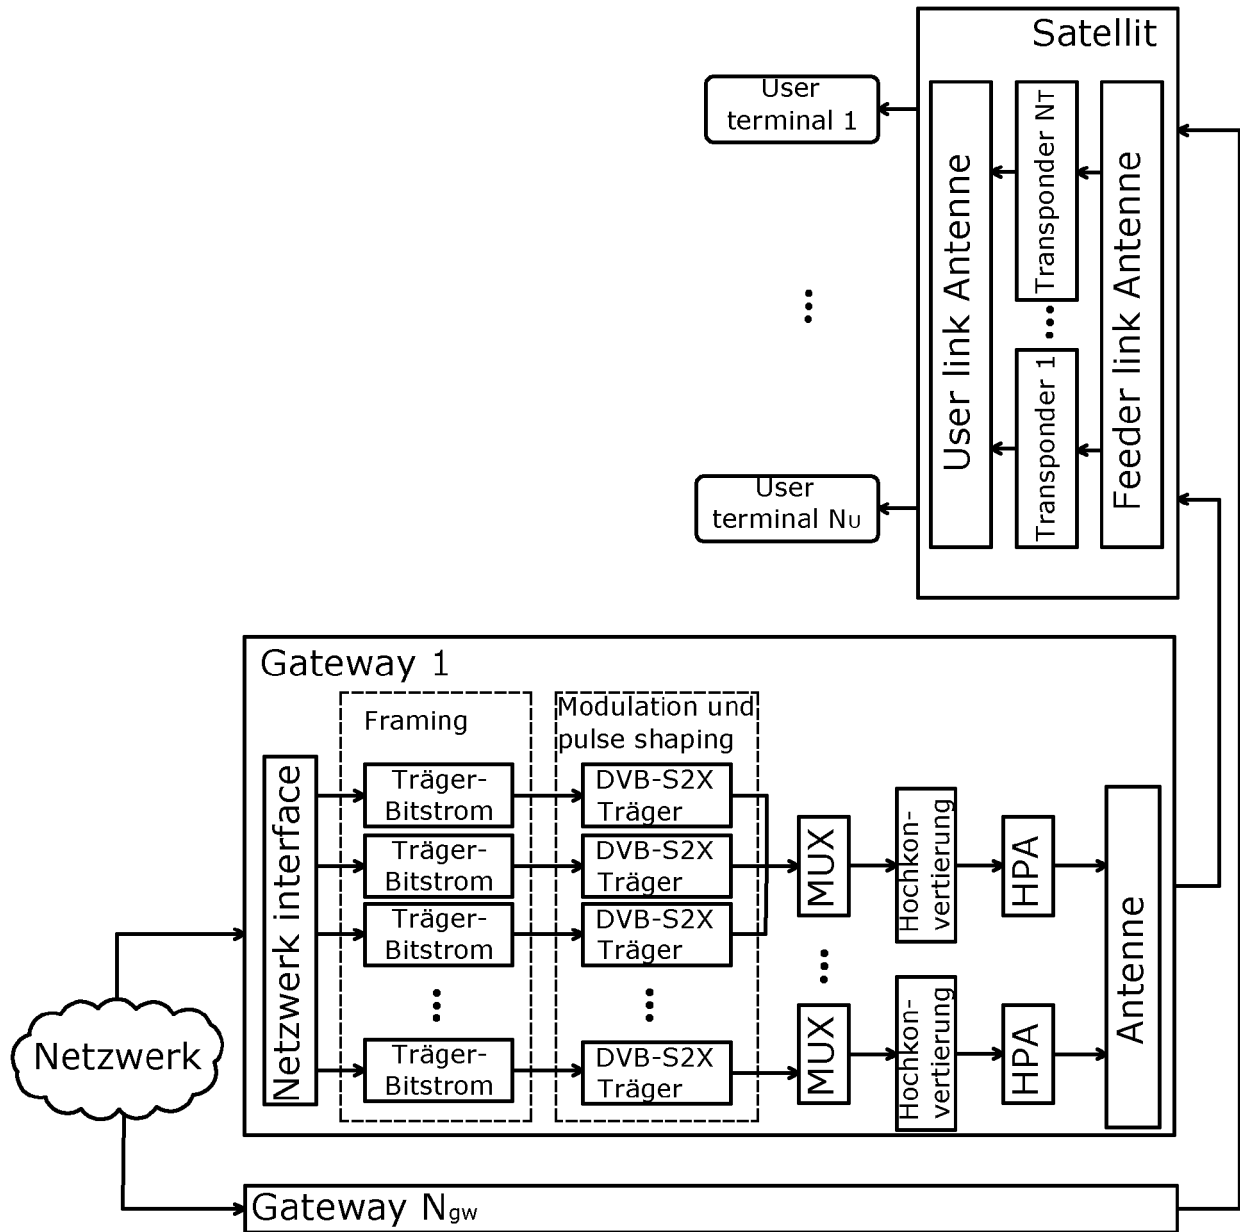 Satellit
User
terminal 1
User link Antenne
Transponder NT
Feeder link Antenne
...
...
Transponder 1
User
terminal NU
Gateway 1
Framing
Modulation und
pulse shaping
Netzwerk interface
Träger-
Bitstrom
DVB-S2X
Träger
Träger-
Bitstrom
DVB-S2X
Träger
Träger-
Bitstrom
DVB-S2X
Träger
...
...
Träger-
Bitstrom
DVB-S2X
Träger
MUX
Hochkon-
vertierung
HPA
...
MUX
Hochkon-
vertierung
HPA
Antenne
Netzwerk
Gateway Ngw